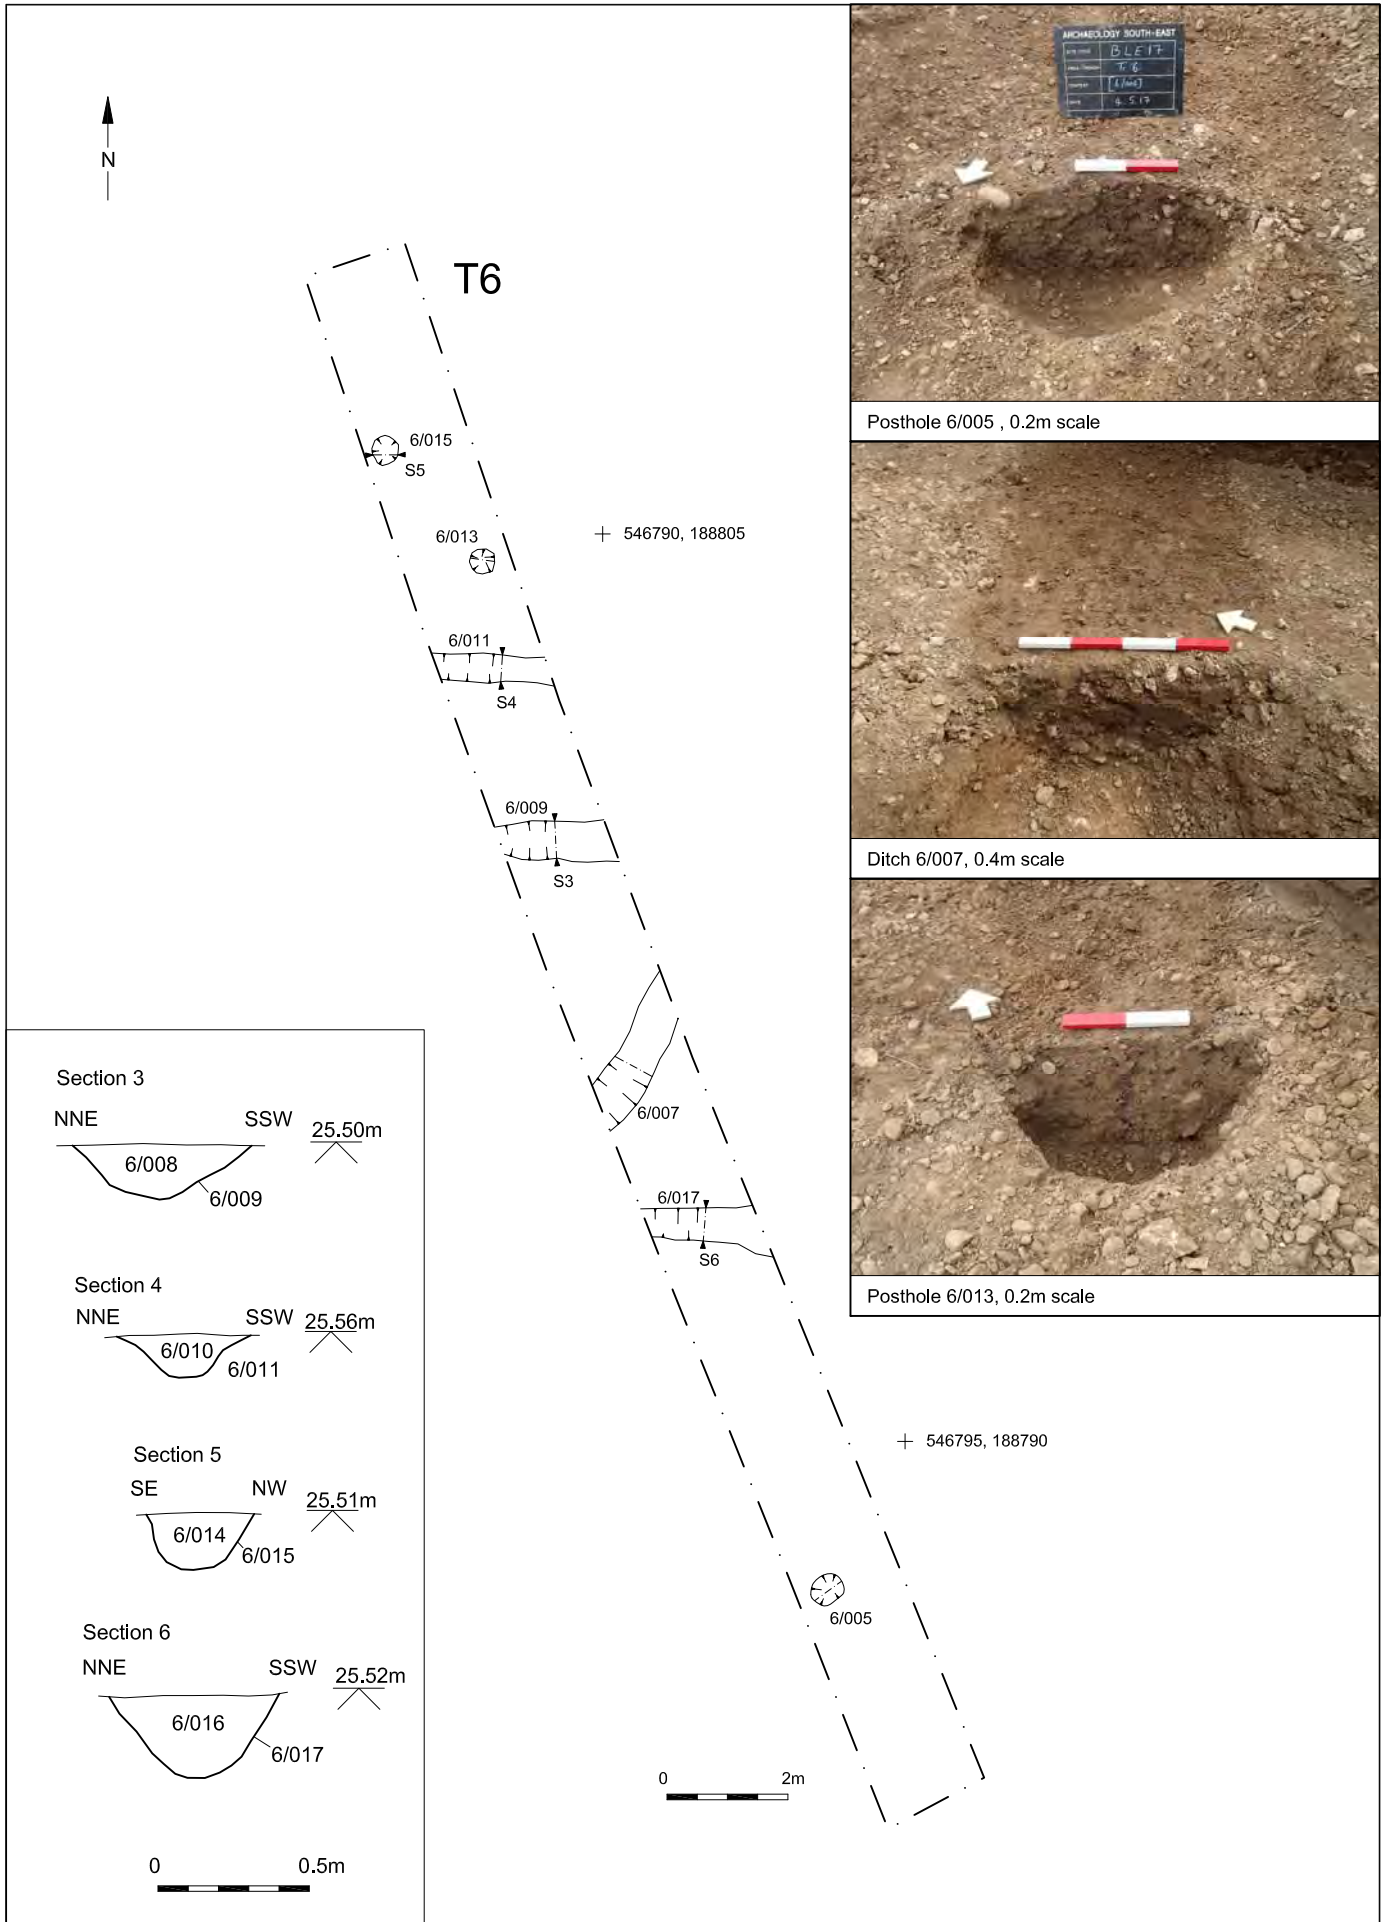 N
T6
6/015
S5
6/013
546790, 188805
6/011
S4
6/009
S3
6/007
6/017
S6
546795, 188790
6/005
0 2m
Section 3
NNE SSW 25.50m
6/008
6/009
Section 4
NNE SSW 25.56m
6/010
6/011
Section 5
SE NW 25.51m
6/014
6/015
Section 6
NNE SSW 25.52m
6/016
6/017
0 0.5m
ARCHAEOLOGY SOUTH-EAST
BLE17
Tr 6
4.5.17
Posthole 6/005 , 0.2m scale
Ditch 6/007, 0.4m scale
Posthole 6/013, 0.2m scale